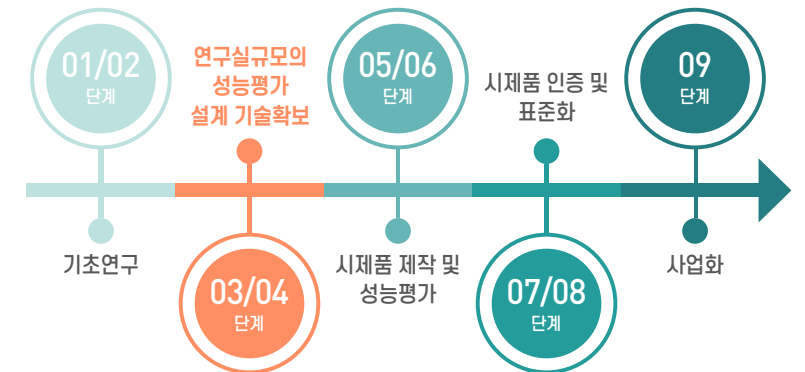 01/02
단계
기초연구
연구실규모의
성능평가
설계 기술확보
03/04
단계
05/06
단계
시제품 제작 및
성능평가
시제품 인증 및
표준화
07/08
단계
09
단계
사업화